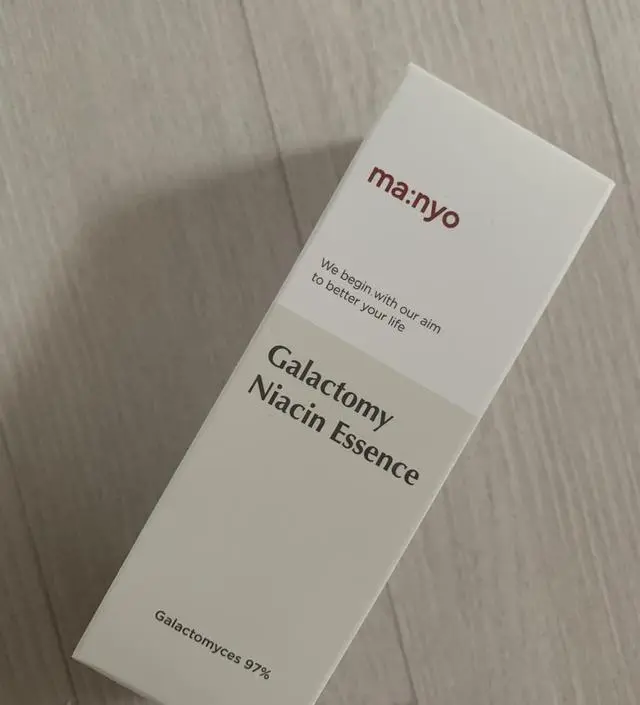 ma:nyo
We begin with our aim
to better your life
Galactomy
Niacin Essence
Galactomyces 97%